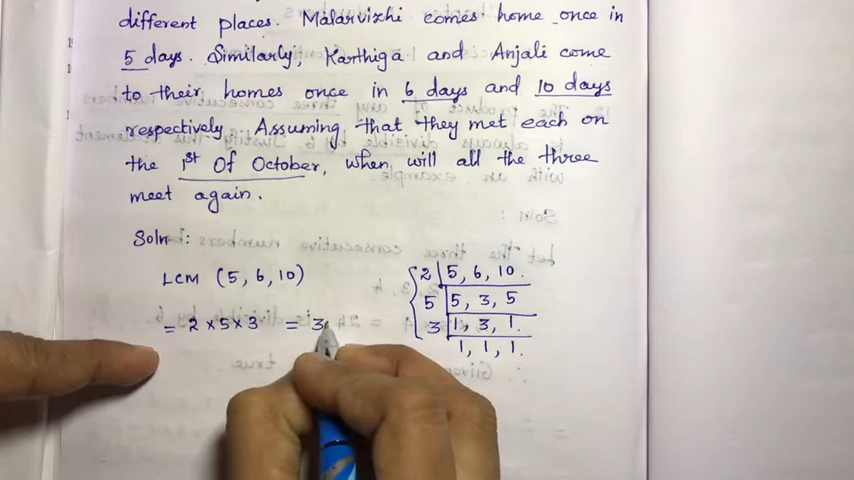 different places. Malarvizhi comes home once in
5 days. Similarly, Karthiga and Anjali come
to their homes once in 6 days and 10 days
respectively. Assuming that they met each on
the 1st Of October, when will all the three
meet again.
Soln:
LCM (5, 6, 10)
= 2 × 5 × 3 = 3
2 5, 6, 10.
5 5, 3, 5
3 1, 3, 1.
1, 1, 1.